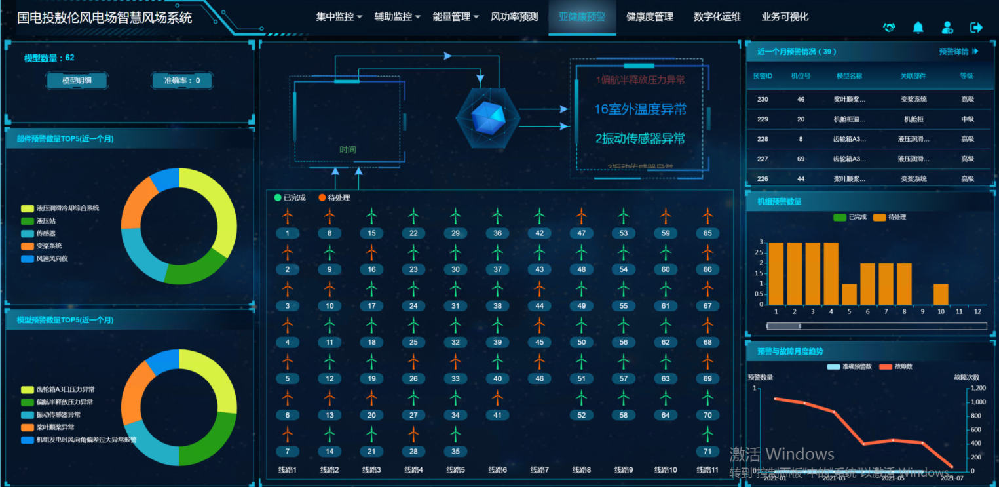 国电投敖伦风电场智慧风场系统
集中监控 辅助监控 能量管理 风功率预测 亚健康预警 健康度管理 数字化运维 业务可视化
模型数量：62
模型明细 准确率： 0
部件预警数量TOP5(近一个月)
液压润滑冷却综合系统
液压站
传感器
变桨系统
风速风向仪
模型预警数量TOP5(近一个月)
齿轮箱A3口压力异常
偏航半释放压力异常
振动传感器异常
桨叶顺桨异常
机组发电时风向角偏差过大异常报警
时间
1偏航半释放压力异常
16室外温度异常
2振动传感器异常
3振动传感器异常
已完成 待处理
1 8 15 22 29 36 42 47 53 59 65
2 9 16 23 30 37 43 48 54 60 66
3 10 17 24 31 38 44 49 55 61 67
4 11 18 25 32 39 45 50 56 62 68
5 12 19 26 33 40 46 51 57 63 69
6 13 20 27 34 41 52 58 64 70
7 14 21 28 35 71
线路1 线路2 线路3 线路4 线路5 线路6 线路7 线路8 线路9 线路10 线路11
近一个月预警情况 ( 39 ) 预警详情
预警ID 机位号 模型名称 关联部件 等级
230 46 桨叶顺桨... 变桨系统 高级
229 20 机舱柜温... 机舱柜 中级
228 8 齿轮箱A3... 液压润滑... 高级
227 69 齿轮箱A3... 液压润滑... 高级
226 44 桨叶顺桨... 变桨系统 高级
机组预警数量
已完成 待处理
3
2.5
2
1.5
1
0.5
0
1 2 3 4 5 6 7 8 9 10 11 12
预警与故障月度趋势
准确预警数 故障数
预警数量 故障次数
1 1,200
1,000
800
600
400
200
0 0
2021-01 2021-03 2021-05 2021-07
激活 Windows
转到"控制面板"中的"系统"以激活 Windows。